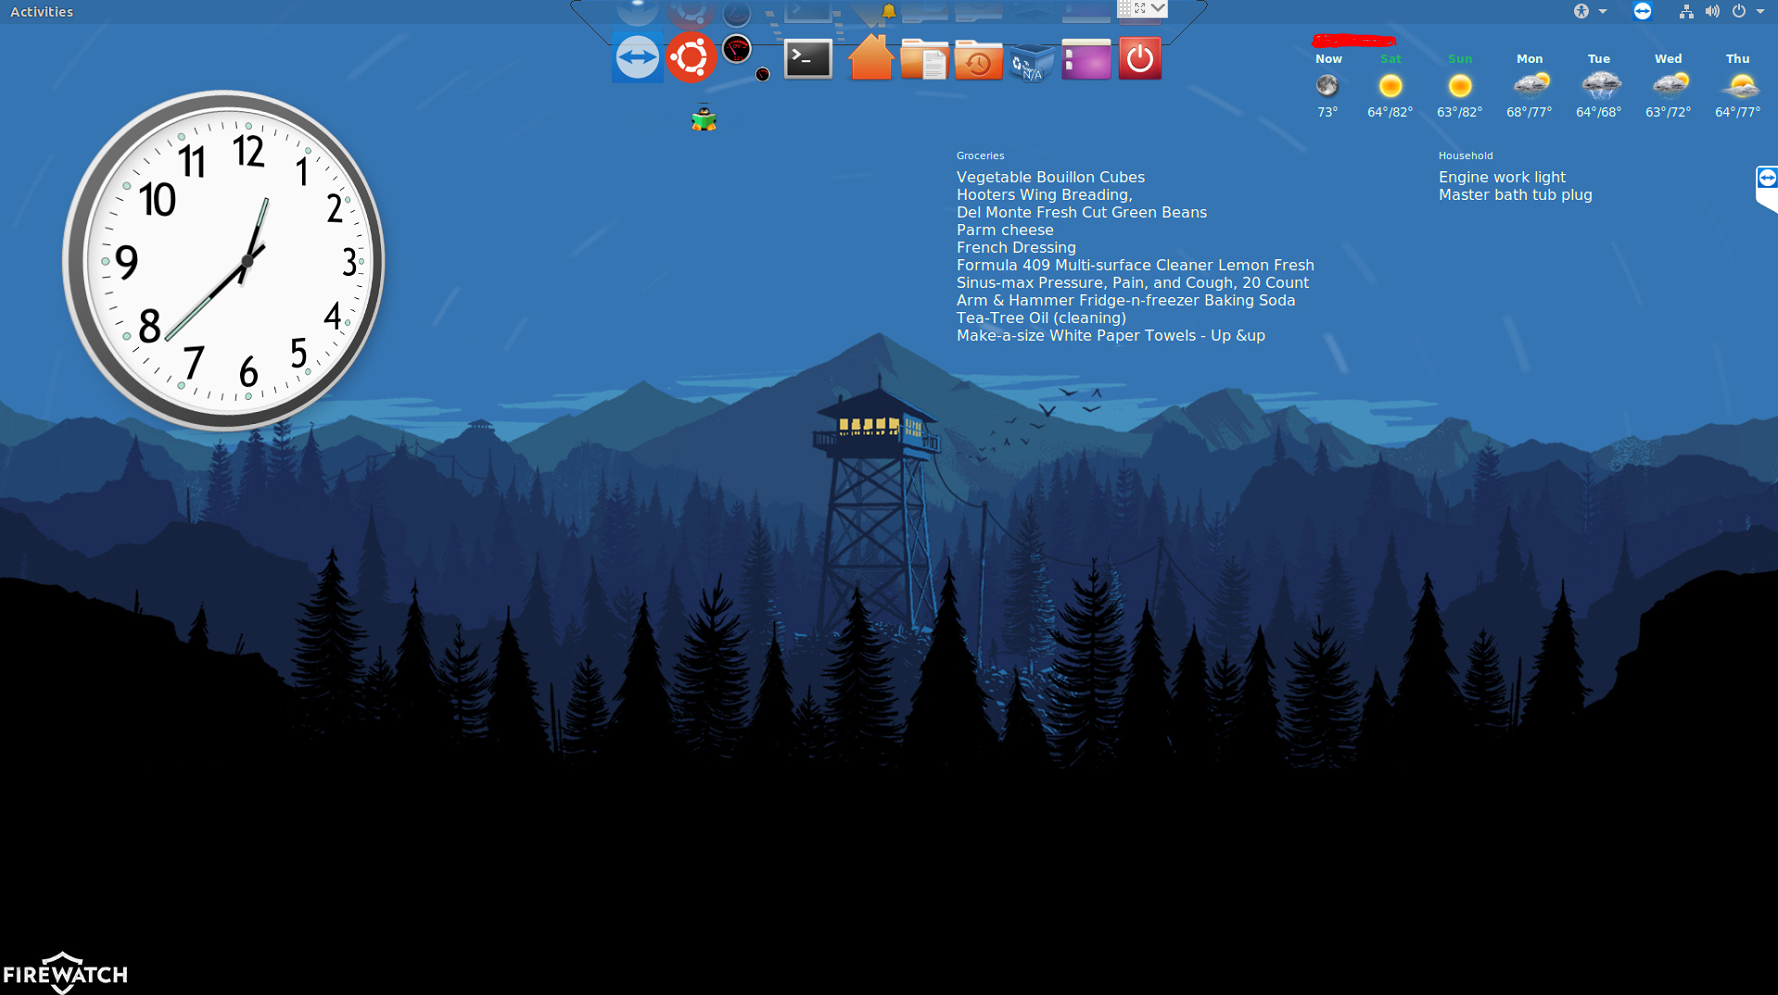 Activities
Now Sat Sun Mon Tue Wed Thu
73° 64°/82° 63°/82° 68°/77° 64°/68° 63°/72° 64°/77°
N/A
12
1
2
3
4
5
6
7
8
9
10
11
Groceries
Vegetable Bouillon Cubes
Hooters Wing Breading,
Del Monte Fresh Cut Green Beans
Parm cheese
French Dressing
Formula 409 Multi-surface Cleaner Lemon Fresh
Sinus-max Pressure, Pain, and Cough, 20 Count
Arm & Hammer Fridge-n-freezer Baking Soda
Tea-Tree Oil (cleaning)
Make-a-size White Paper Towels - Up &up
Household
Engine work light
Master bath tub plug
FIREWATCH